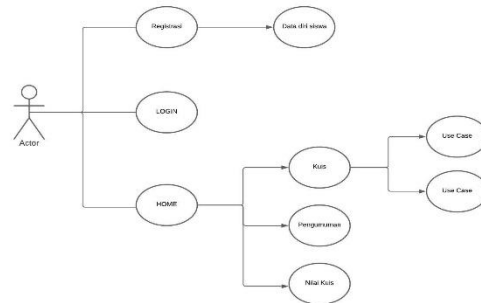 Registrasi
Data diri siswa
Actor
LOGIN
HOME
Kuis
Use Case
Use Case
Pengumuman
Nilai Kuis